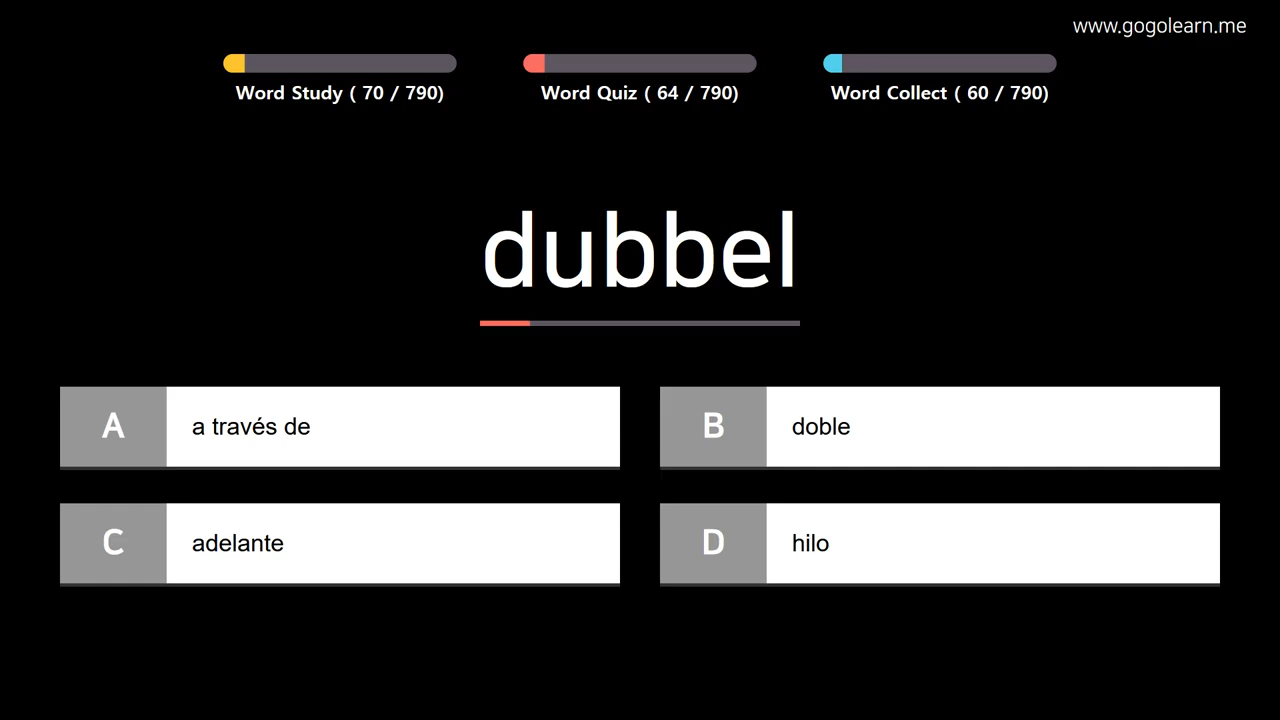 www.gogolearn.me
Word Study ( 70 / 790)
Word Quiz ( 64 / 790)
Word Collect ( 60 / 790)
dubbel
A
a través de
B
doble
C
adelante
D
hilo